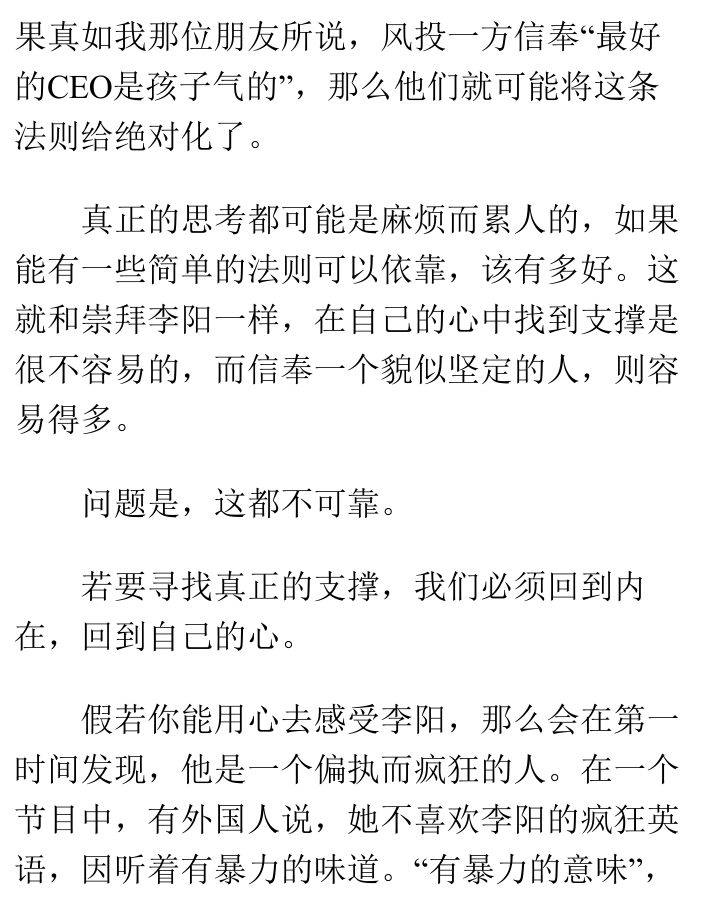 果真如我那位朋友所说，风投一方信奉“最好
的CEO是孩子气的”，那么他们就可能将这条
法则给绝对化了。
真正的思考都可能是麻烦而累人的，如果
能有一些简单的法则可以依靠，该有多好。这
就和崇拜李阳一样，在自己的心中找到支撑是
很不容易的，而信奉一个貌似坚定的人，则容
易得多。
问题是，这都不可靠。
若要寻找真正的支撑，我们必须回到内
在，回到自己的心。
假若你能用心去感受李阳，那么会在第一
时间发现，他是一个偏执而疯狂的人。在一个
节目中，有外国人说，她不喜欢李阳的疯狂英
语，因听着有暴力的味道。“有暴力的意味”，